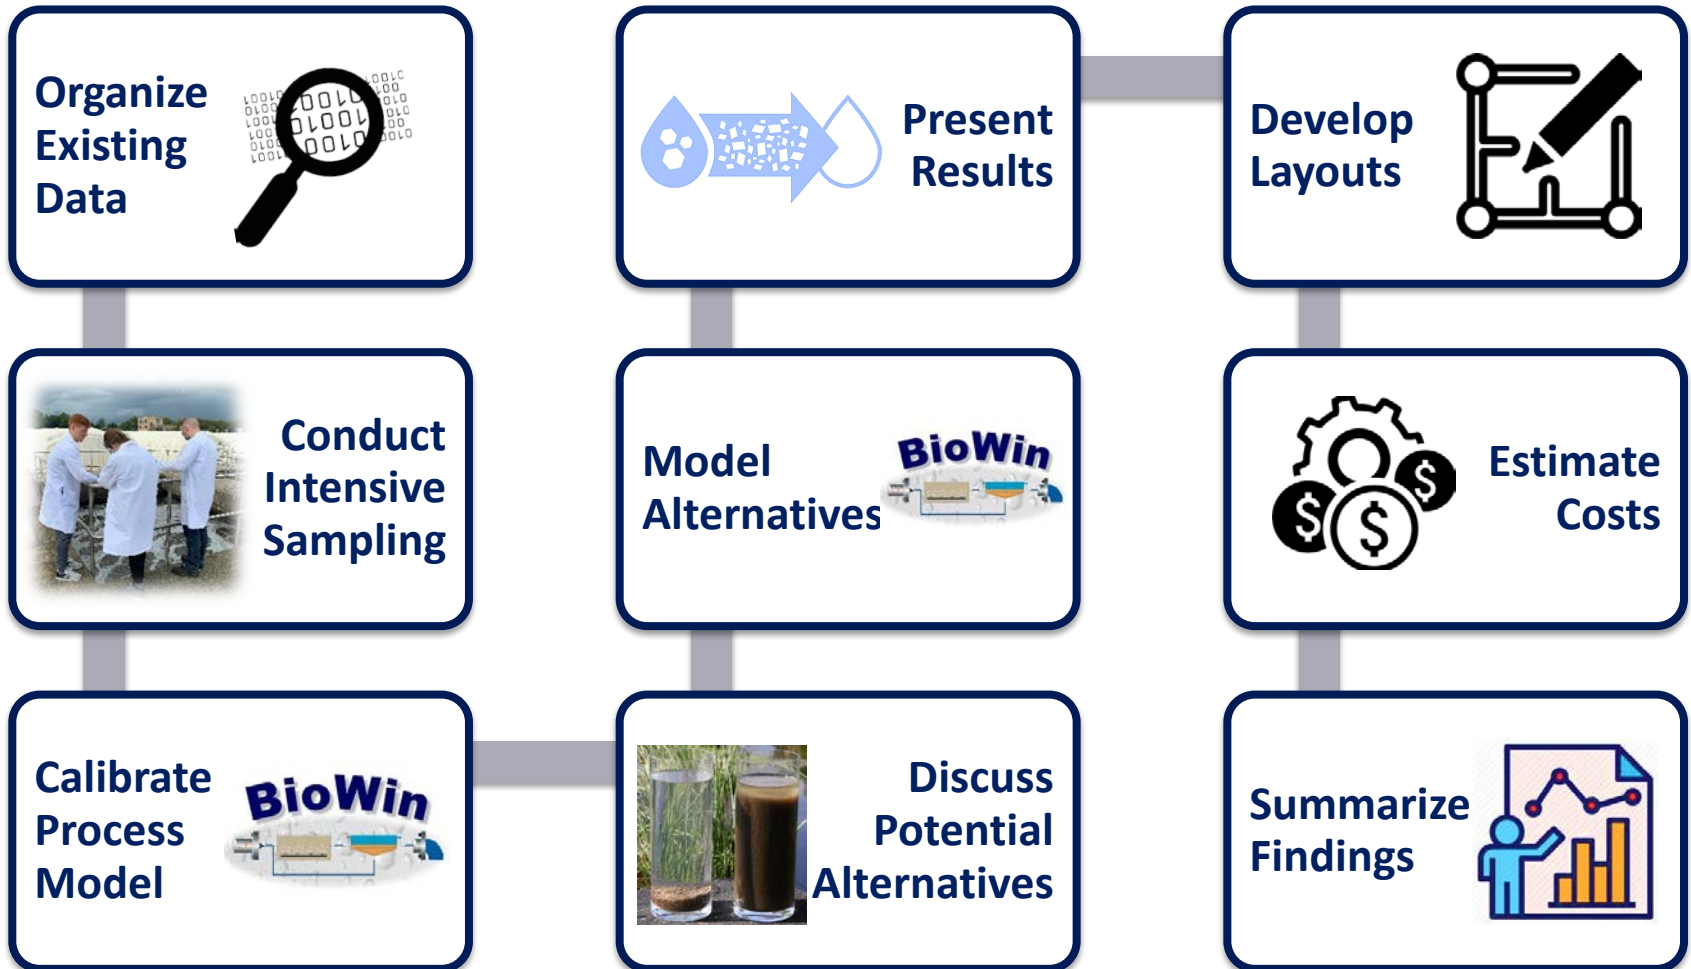 Organize
Existing
Data
Conduct
Intensive
Sampling
Calibrate
Process
Model
BioWin
Discuss
Potential
Alternatives
Model
Alternatives
BioWin
Present
Results
Develop
Layouts
Estimate
Costs
$
$
$
Summarize
Findings